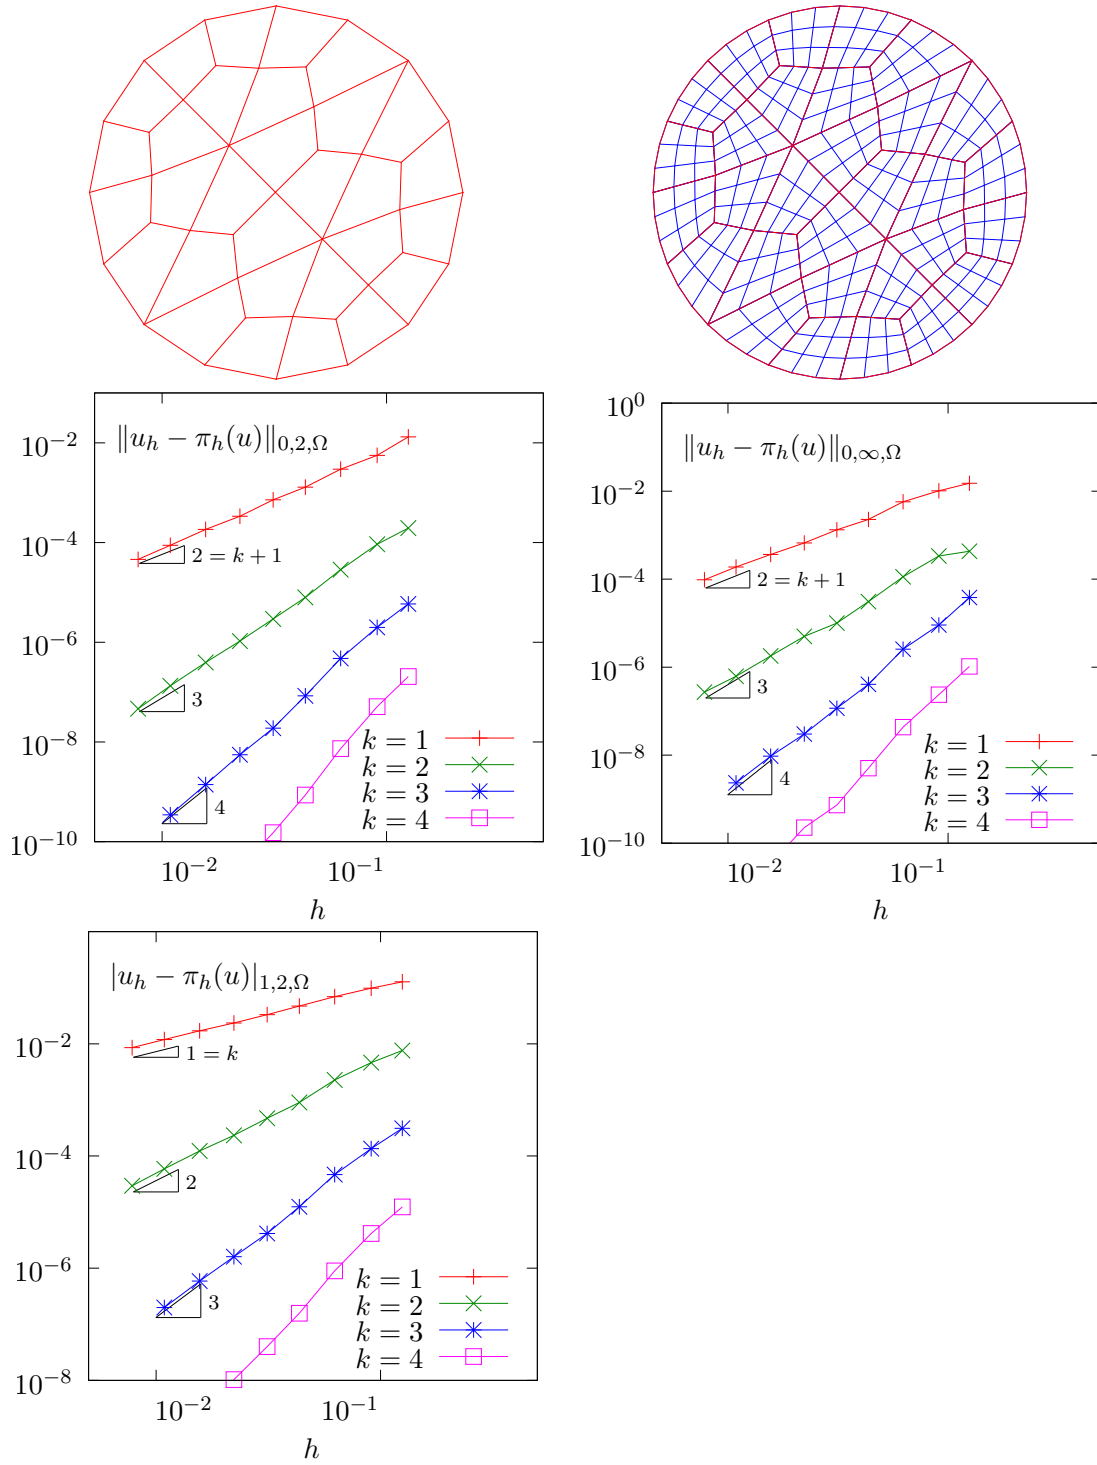 10⁻²
10⁻⁴
10⁻⁶
10⁻⁸
10⁻¹⁰
‖u_h − π_h(u)‖_{0,2,Ω}
2 = k + 1
3
4
k = 1
k = 2
k = 3
k = 4
10⁻²
10⁻¹
h
10⁰
10⁻²
10⁻⁴
10⁻⁶
10⁻⁸
10⁻¹⁰
‖u_h − π_h(u)‖_{0,∞,Ω}
2 = k + 1
3
4
k = 1
k = 2
k = 3
k = 4
10⁻²
10⁻¹
h
10⁻²
10⁻⁴
10⁻⁶
10⁻⁸
|u_h − π_h(u)|_{1,2,Ω}
1 = k
2
3
k = 1
k = 2
k = 3
k = 4
10⁻²
10⁻¹
h